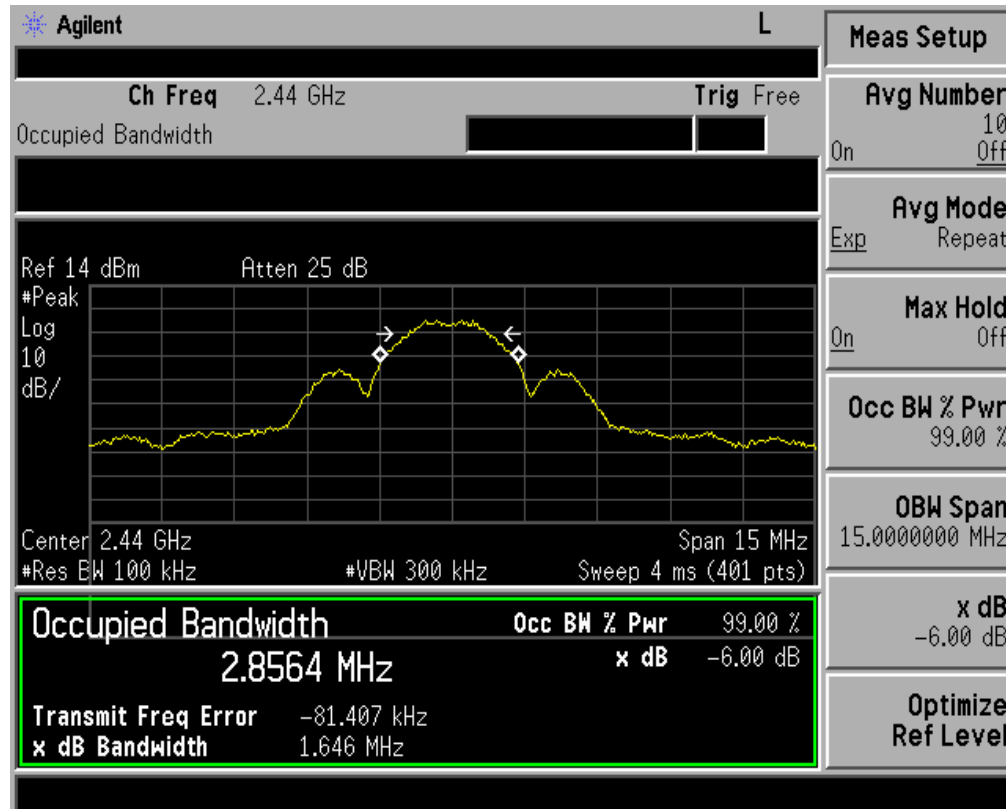 Agilent L
Ch Freq 2.44 GHz Trig Free
Occupied Bandwidth
Ref 14 dBm Atten 25 dB
#Peak
Log
10
dB/
Center 2.44 GHz Span 15 MHz
#Res BW 100 kHz #VBW 300 kHz Sweep 4 ms (401 pts)
Occupied Bandwidth Occ BW % Pwr 99.00 %
2.8564 MHz x dB -6.00 dB
Transmit Freq Error -81.407 kHz
x dB Bandwidth 1.646 MHz
Meas Setup
Avg Number
10
On Off
Avg Mode
Exp Repeat
Max Hold
On Off
Occ BW % Pwr
99.00 %
OBW Span
15.0000000 MHz
x dB
-6.00 dB
Optimize
Ref Level